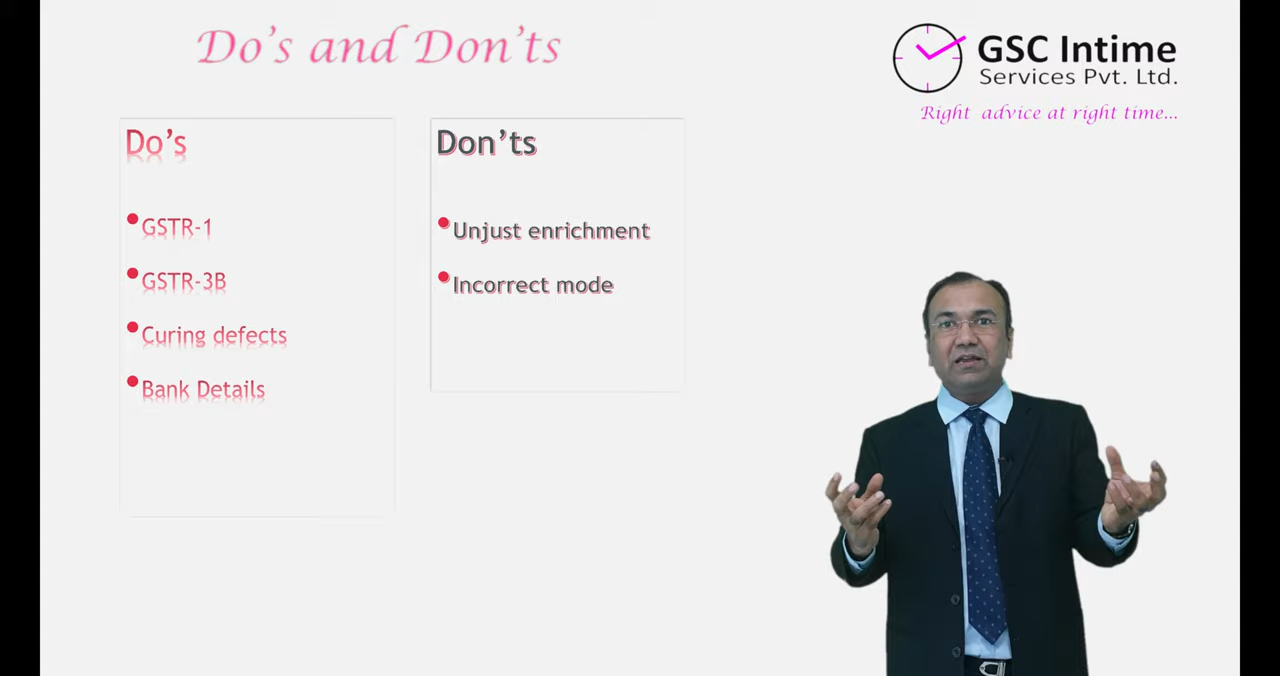 Do's and Don'ts
GSC Intime
Services Pvt. Ltd.
Right advice at right time...
Do's
GSTR-1
GSTR-3B
Curing defects
Bank Details
Don'ts
Unjust enrichment
Incorrect mode